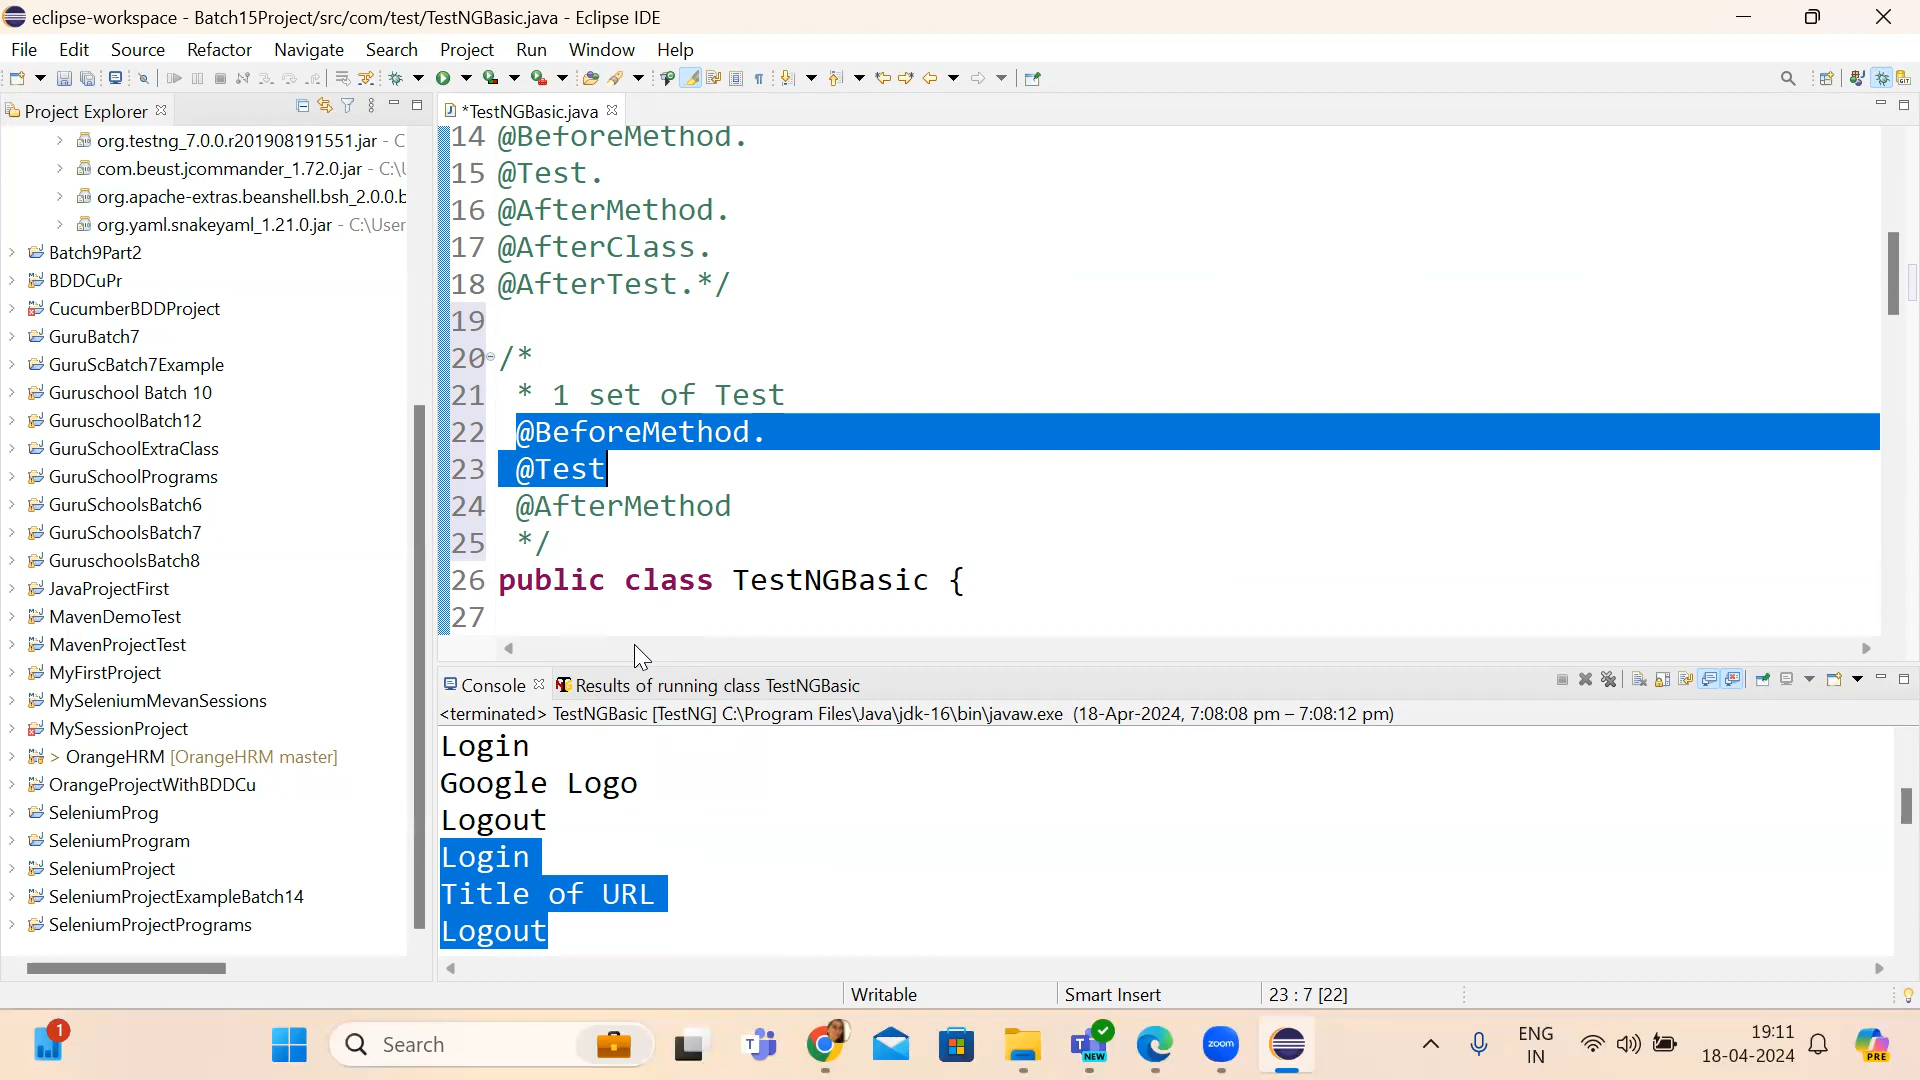 eclipse-workspace - Batch15Project/src/com/test/TestNGBasic.java - Eclipse IDE
File Edit Source Refactor Navigate Search Project Run Window Help
Project Explorer
org.testng_7.0.0.r201908191551.jar - C
com.beust.jcommander_1.72.0.jar - C:\U
org.apache-extras.beanshell.bsh_2.0.0.b
org.yaml.snakeyaml_1.21.0.jar - C:\User
Batch9Part2
BDDCuPr
CucumberBDDProject
GuruBatch7
GuruScBatch7Example
Guruschool Batch 10
GuruschoolBatch12
GuruSchoolExtraClass
GuruSchoolPrograms
GuruSchoolsBatch6
GuruSchoolsBatch7
GuruschoolsBatch8
JavaProjectFirst
MavenDemoTest
MavenProjectTest
MyFirstProject
MySeleniumMevanSessions
MySessionProject
> OrangeHRM [OrangeHRM master]
OrangeProjectWithBDDCu
SeleniumProg
SeleniumProgram
SeleniumProject
SeleniumProjectExampleBatch14
SeleniumProjectPrograms
*TestNGBasic.java
14 @BeforeMethod.
15 @Test.
16 @AfterMethod.
17 @AfterClass.
18 @AfterTest.*/
19
20 /*
21 * 1 set of Test
22 @BeforeMethod.
23 @Test
24 @AfterMethod
25 */
26 public class TestNGBasic {
27
Console Results of running class TestNGBasic
<terminated> TestNGBasic [TestNG] C:\Program Files\Java\jdk-16\bin\javaw.exe (18-Apr-2024, 7:08:08 pm – 7:08:12 pm)
Login
Google Logo
Logout
Login
Title of URL
Logout
Writable Smart Insert 23 : 7 [22]
1
Search
T
NEW
zoom
ENG
IN
19:11
18-04-2024
PRE